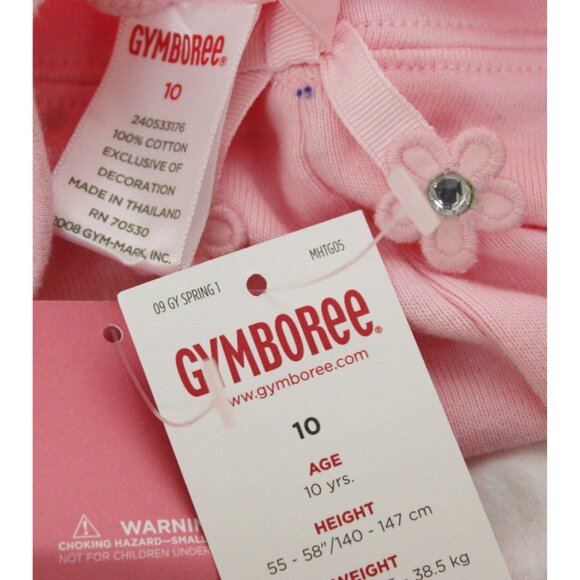 GYMBOREE®
10
240533176
100% COTTON
EXCLUSIVE OF
DECORATION
MADE IN THAILAND
RN 70530
2008 GYM-MARK, INC.
09 GY SPRING 1
MHTG05
GYMBOREE®
www.gymboree.com
10
AGE
10 yrs.
HEIGHT
55 - 58"/140 - 147 cm
38.5 kg
WARNIN
CHOKING HAZARD—SMALL
NOT FOR CHILDREN UNDER